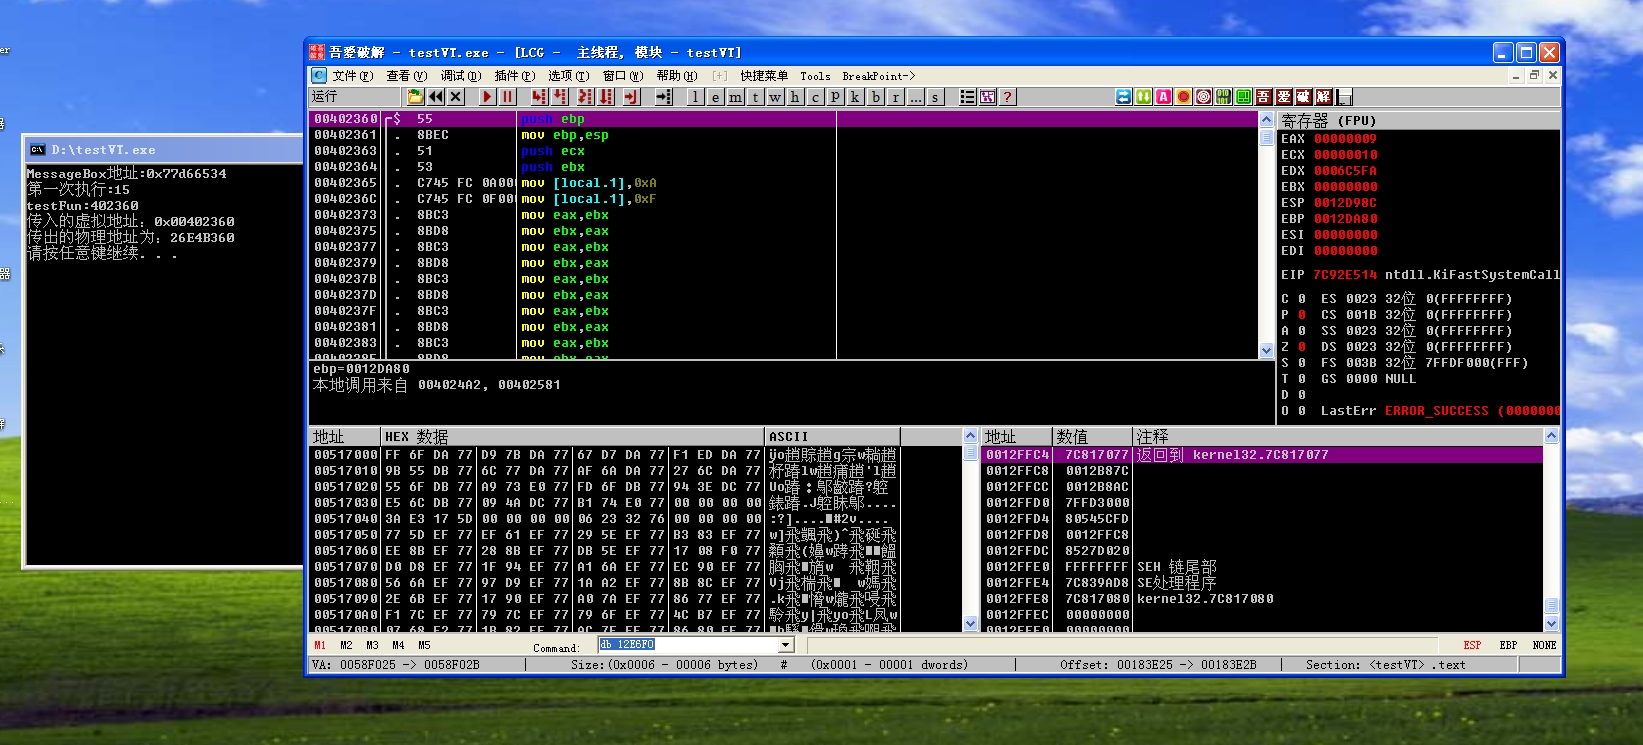 D:\testVT.exe
MessageBox地址:0x77d66534
第一次执行:15
testFun:402360
传入的虚拟地址: 0x00402360
传出的物理地址为: 26E4B360
请按任意键继续. . .
吾愛破解 - testVT.exe - [LCG - 主线程, 模块 - testVT]
文件(F) 查看(V) 调试(D) 插件(P) 选项(T) 窗口(W) 帮助(H) [+] 快捷菜单 Tools BreakPoint->
运行 l e m t w h c p k b r ... s ? 吾 爱 破 解
00402360 $ 55 push ebp
00402361 . 8BEC mov ebp,esp
00402363 . 51 push ecx
00402364 . 53 push ebx
00402365 . C745 FC 0A00 mov [local.1],0xA
0040236C . C745 FC 0F00 mov [local.1],0xF
00402373 . 8BC3 mov eax,ebx
00402375 . 8BD8 mov ebx,eax
00402377 . 8BC3 mov eax,ebx
00402379 . 8BD8 mov ebx,eax
0040237B . 8BC3 mov eax,ebx
0040237D . 8BD8 mov ebx,eax
0040237F . 8BC3 mov eax,ebx
00402381 . 8BD8 mov ebx,eax
00402383 . 8BC3 mov eax,ebx
ebp=0012DA80
本地调用来自 004024A2, 00402581
寄存器 (FPU)
EAX 00000009
ECX 00000010
EDX 0006C5FA
EBX 00000000
ESP 0012D98C
EBP 0012DA80
ESI 00000000
EDI 00000000
EIP 7C92E514 ntdll.KiFastSystemCall
C 0 ES 0023 32位 0(FFFFFFFF)
P 0 CS 001B 32位 0(FFFFFFFF)
A 0 SS 0023 32位 0(FFFFFFFF)
Z 0 DS 0023 32位 0(FFFFFFFF)
S 0 FS 003B 32位 7FFDF000(FFF)
T 0 GS 0000 NULL
D 0
O 0 LastErr ERROR_SUCCESS (0000000
地址 HEX 数据 ASCII
00517000 FF 6F DA 77 D9 7B DA 77 67 D7 DA 77 F1 ED DA 77
00517010 9B 55 DB 77 6C 77 DA 77 AF 6A DA 77 27 6C DA 77
00517020 55 6F DB 77 A9 73 E0 77 FD 6F DB 77 94 3E DC 77
00517030 E5 6C DB 77 09 4A DC 77 B1 74 E0 77 00 00 00 00
00517040 3A E3 17 5D 00 00 00 00 06 23 32 76 00 00 00 00
00517050 77 5D EF 77 EF 61 EF 77 29 5E EF 77 B3 83 EF 77
00517060 EE 8B EF 77 28 8B EF 77 DB 5E EF 77 17 08 F0 77
00517070 D0 D8 EF 77 1F 94 EF 77 A1 6A EF 77 EC 90 EF 77
00517080 56 6A EF 77 97 D9 EF 77 1A A2 EF 77 8B 8C EF 77
00517090 2E 6B EF 77 17 90 EF 77 A0 7A EF 77 86 77 EF 77
005170A0 F1 7C EF 77 79 7C EF 77 79 6F EF 77 4C B7 EF 77
地址 数值 注释
0012FFC4 7C817077 返回到 kernel32.7C817077
0012FFC8 0012B87C
0012FFCC 0012B8AC
0012FFD0 7FFD3000
0012FFD4 80545CFD
0012FFD8 0012FFC8
0012FFDC 8527D020
0012FFE0 FFFFFFFF SEH 链尾部
0012FFE4 7C839AD8 SE处理程序
0012FFE8 7C817080 kernel32.7C817080
0012FFEC 00000000
0012FFF0 00000000
M1 M2 M3 M4 M5 Command: db 12E6F0 ESP EBP NONE
VA: 0058F025 -> 0058F02B Size:(0x0006 - 00006 bytes) # (0x0001 - 00001 dwords) Offset: 00183E25 -> 00183E2B Section: <testVT> .text